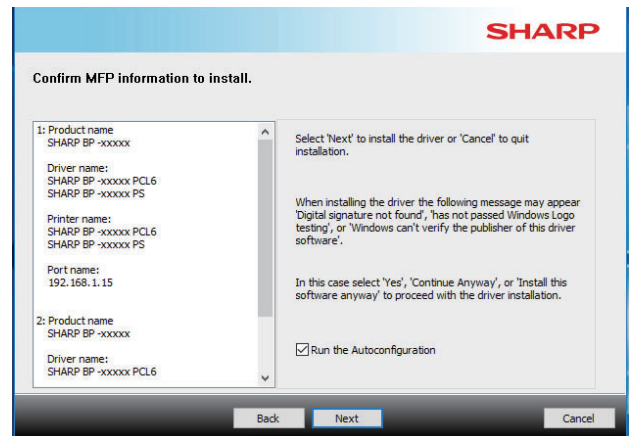 SHARP
Confirm MFP information to install.
1: Product name
SHARP BP -xxxxx
Driver name:
SHARP BP -xxxxx PCL6
SHARP BP -xxxxx PS
Printer name:
SHARP BP -xxxxx PCL6
SHARP BP -xxxxx PS
Port name:
192.168.1.15
2: Product name
SHARP BP -xxxxx
Driver name:
SHARP BP -xxxxx PCL6
Select 'Next' to install the driver or 'Cancel' to quit
installation.
When installing the driver the following message may appear
'Digital signature not found', 'has not passed Windows Logo
testing', or 'Windows can't verify the publisher of this driver
software'.
In this case select 'Yes', 'Continue Anyway', or 'Install this
software anyway' to proceed with the driver installation.
Run the Autoconfiguration
Back
Next
Cancel